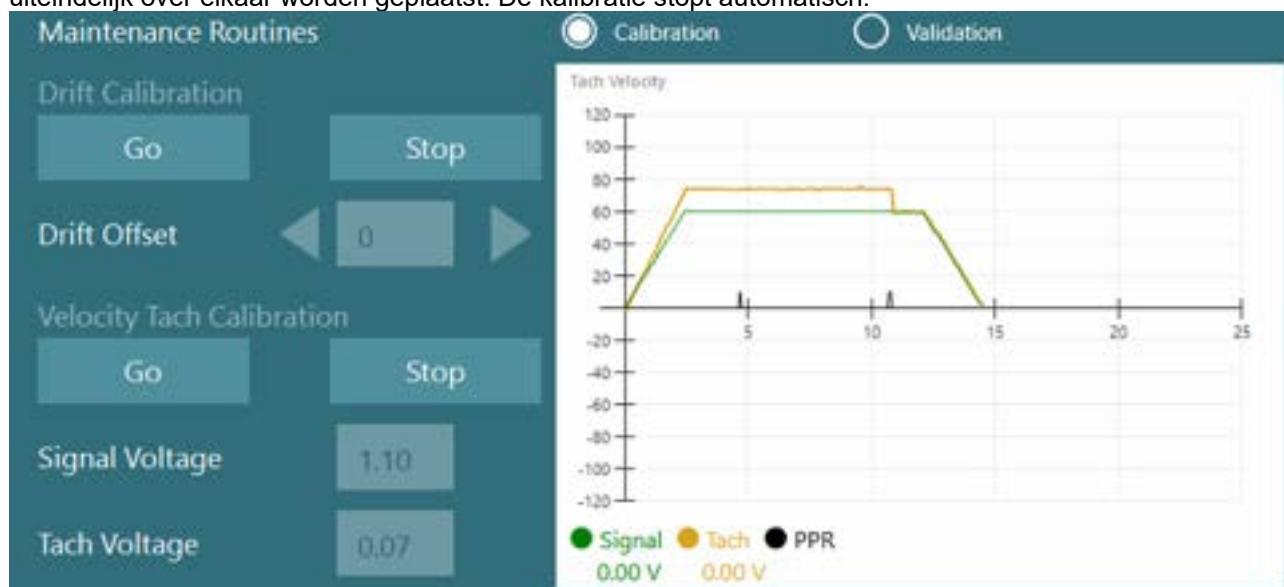 uiteindelijk over elkaar worden geplaatst. De kalibratie stopt automatisch.
Maintenance Routines
Calibration
Validation
Drift Calibration
Go
Stop
Drift Offset
0
Velocity Tach Calibration
Go
Stop
Signal Voltage
1.10
Tach Voltage
0.07
Tach Velocity
120
100
80
60
40
20
5
10
15
20
25
-20
-40
-60
-80
-100
-120
Signal
Tach
PPR
0.00 V
0.00 V